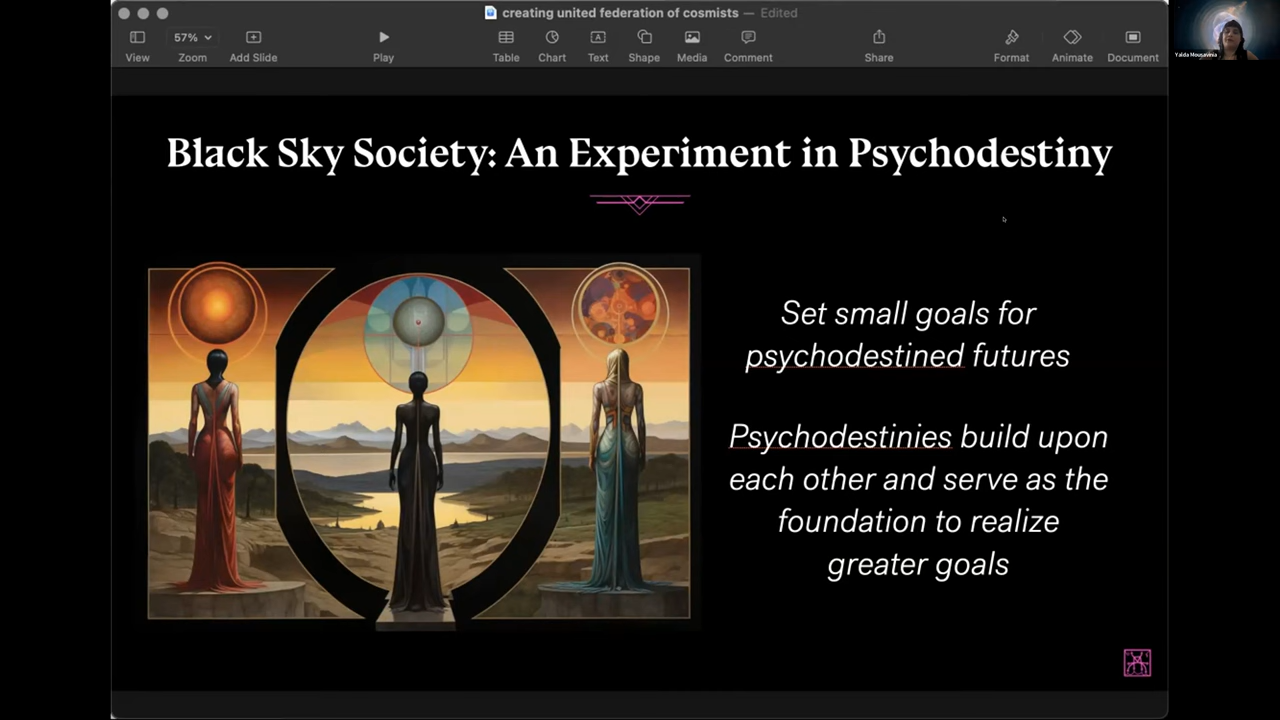 creating united federation of cosmists — Edited
57%
View
Zoom
Add Slide
Play
Table
Chart
Text
Shape
Media
Comment
Share
Format
Animate
Document
Yalda Mousavinia
Black Sky Society: An Experiment in Psychodestiny
Set small goals for
psychodestined futures
Psychodestinies build upon
each other and serve as the
foundation to realize
greater goals